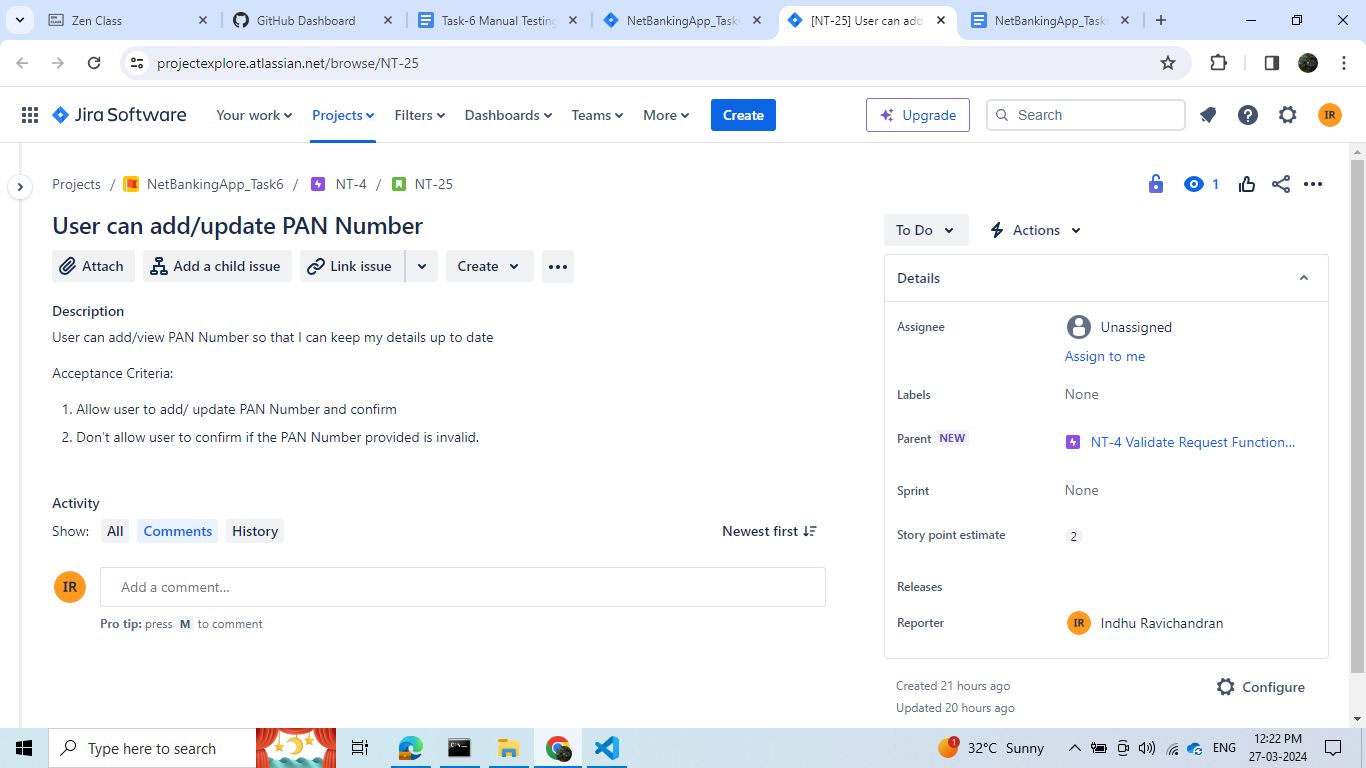 Zen Class
GitHub Dashboard
Task-6 Manual Testing
NetBankingApp_Task
[NT-25] User can add
NetBankingApp_Task
projectexplore.atlassian.net/browse/NT-25
Jira Software
Your work
Projects
Filters
Dashboards
Teams
More
Create
Upgrade
Search
IR
Projects / NetBankingApp_Task6 / NT-4 / NT-25
1
User can add/update PAN Number
To Do
Actions
Attach
Add a child issue
Link issue
Create
Details
Description
User can add/view PAN Number so that I can keep my details up to date
Acceptance Criteria:
1. Allow user to add/ update PAN Number and confirm
2. Don't allow user to confirm if the PAN Number provided is invalid.
Assignee
Unassigned
Assign to me
Labels
None
Parent NEW
NT-4 Validate Request Function...
Sprint
None
Story point estimate
2
Releases
Reporter
IR Indhu Ravichandran
Activity
Show: All Comments History
Newest first
IR
Add a comment...
Pro tip: press M to comment
Created 21 hours ago
Updated 20 hours ago
Configure
Type here to search
1
32°C Sunny
ENG
12:22 PM
27-03-2024